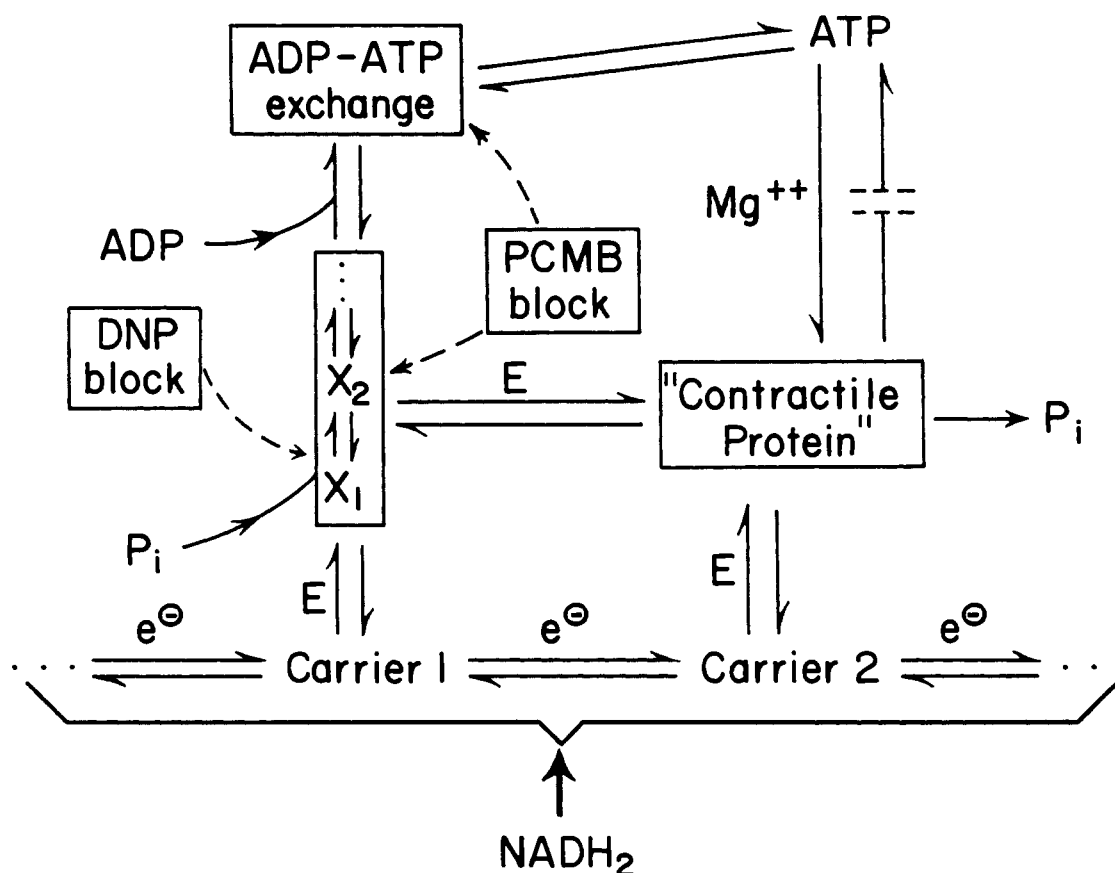 ADP-ATP
exchange
ATP
Mg++
ADP
PCMB
block
DNP
block
X2
E
"Contractile
Protein"
Pi
X1
Pi
E
E
e⊖
e⊖
e⊖
. . .
Carrier 1
Carrier 2
. .
NADH2